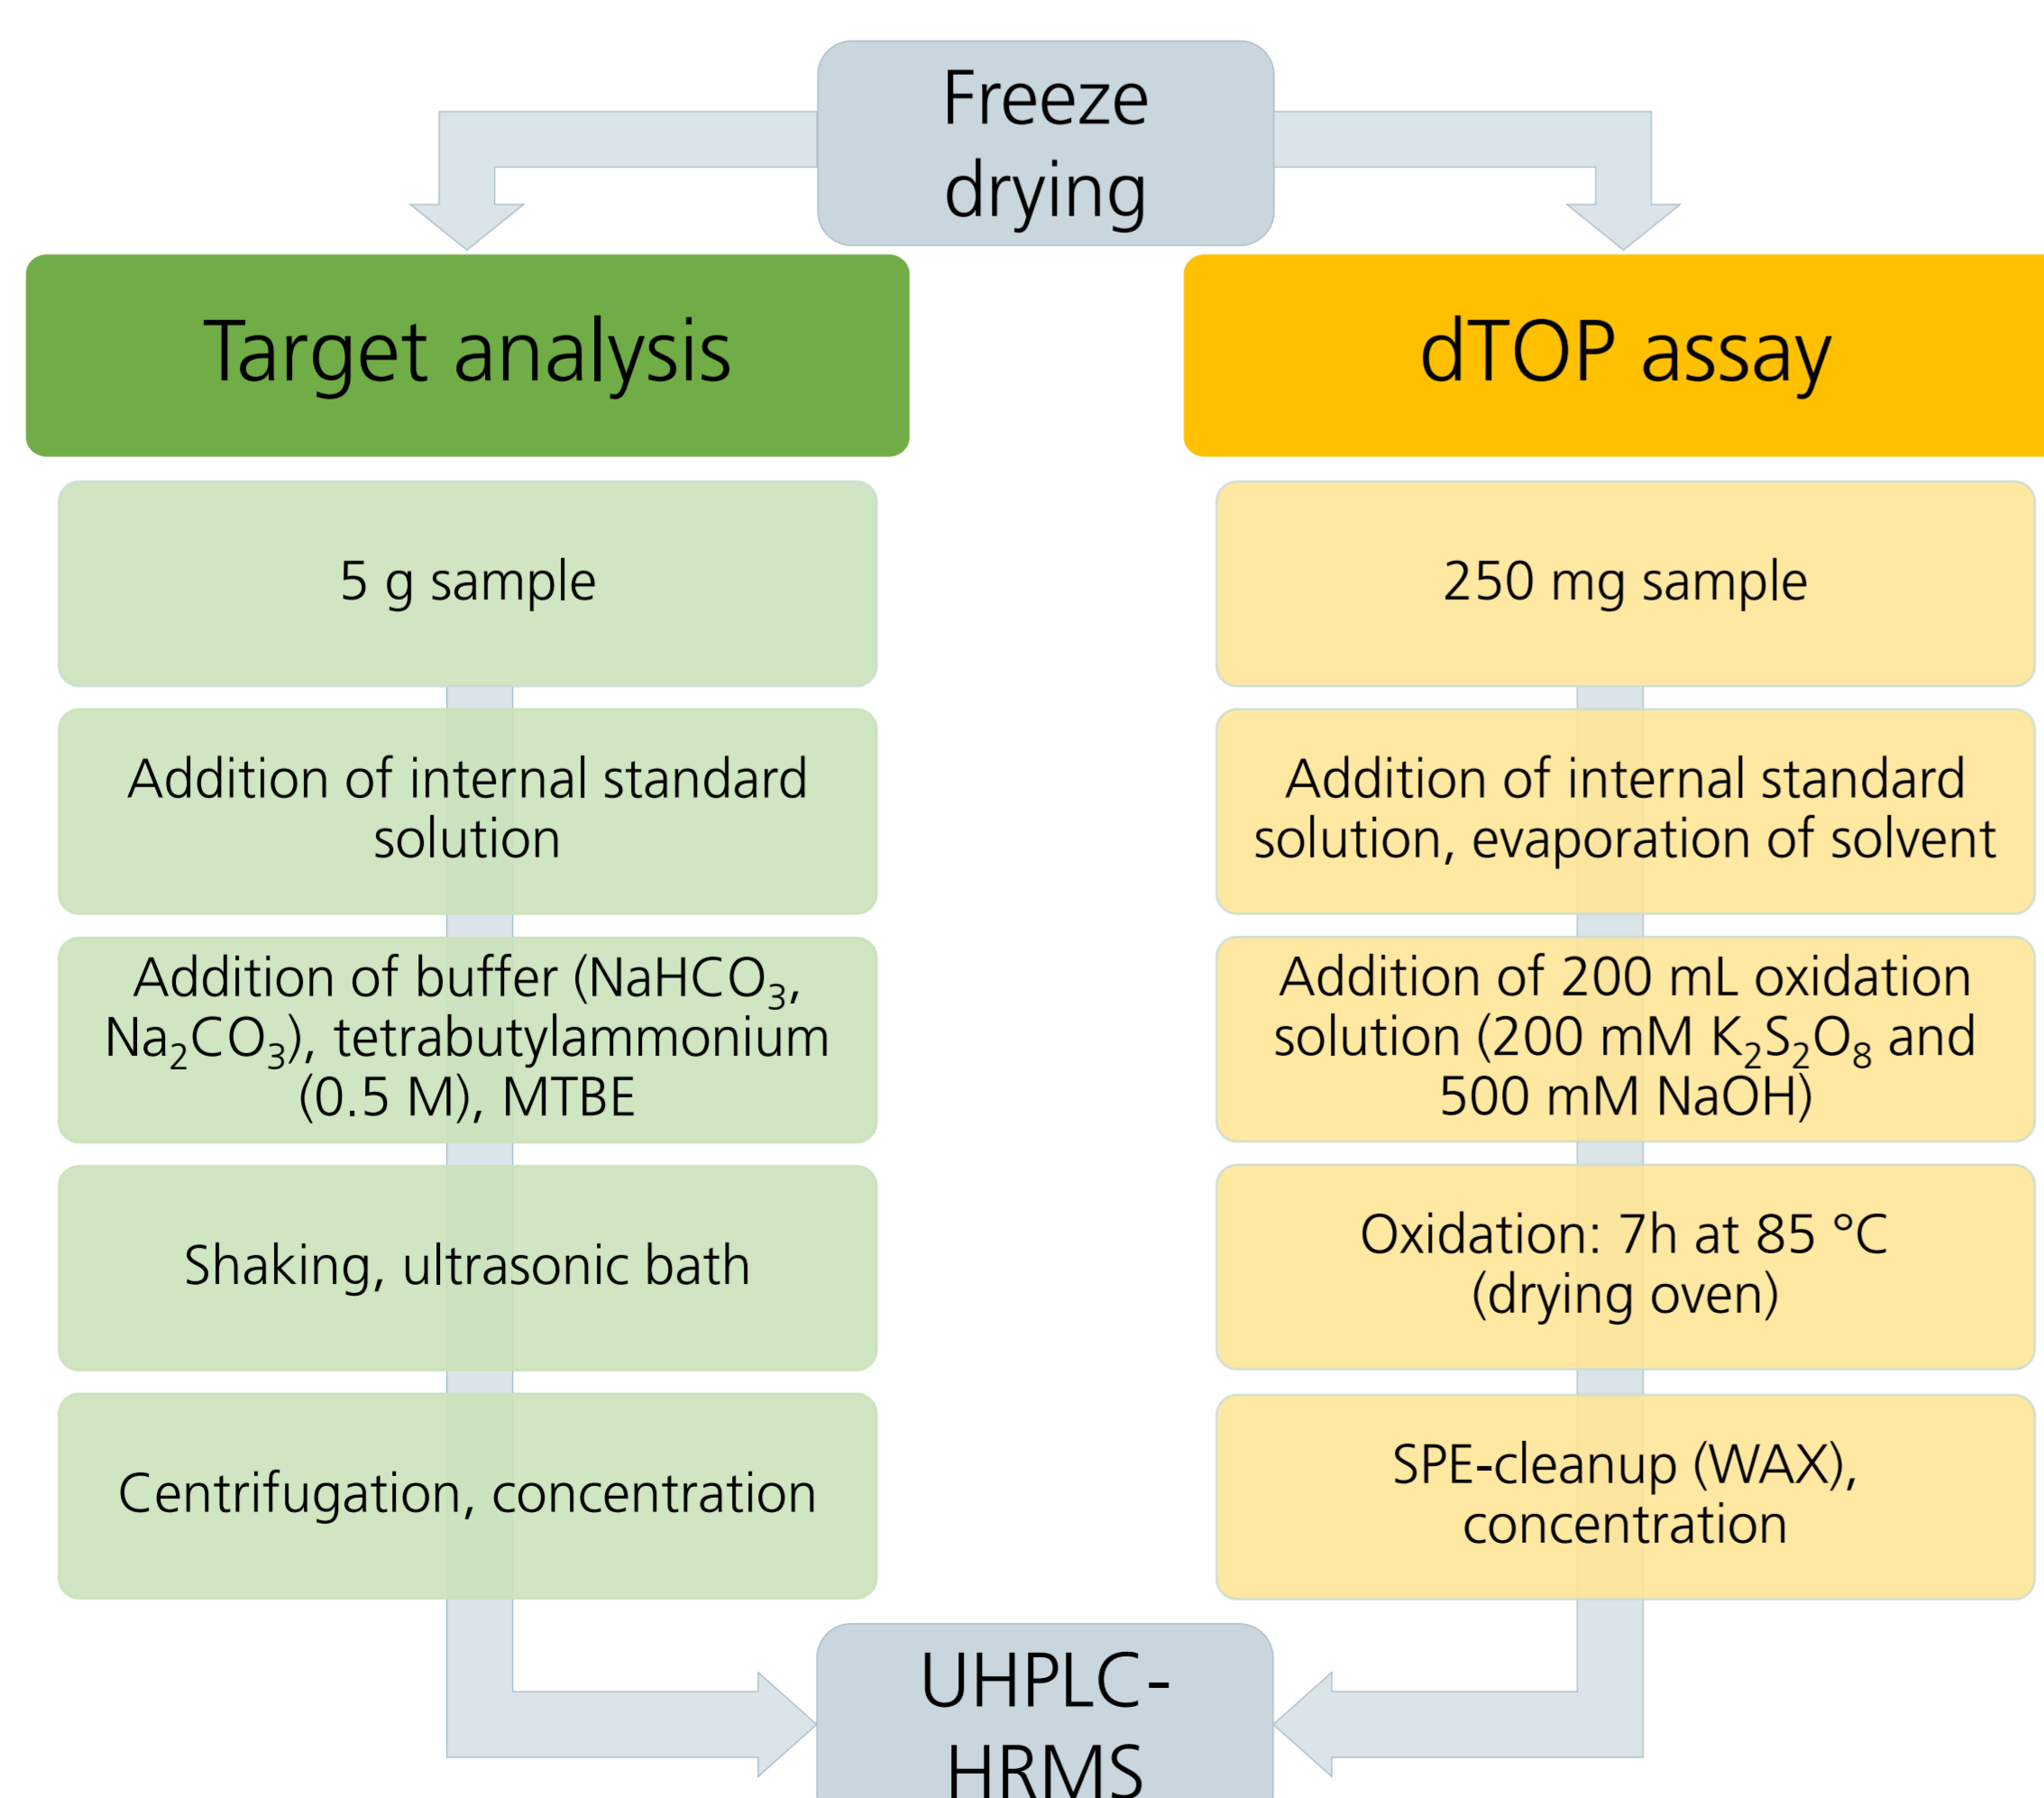 Freeze
drying
Target analysis
5 g sample
Addition of internal standard
solution
Addition of buffer (NaHCO₃,
Na₂CO₃), tetrabutylammonium
(0.5 M), MTBE
Shaking, ultrasonic bath
Centrifugation, concentration
dTOP assay
250 mg sample
Addition of internal standard
solution, evaporation of solvent
Addition of 200 mL oxidation
solution (200 mM K₂S₂O₈ and
500 mM NaOH)
Oxidation: 7h at 85 °C
(drying oven)
SPE-cleanup (WAX),
concentration
UHPLC-
HRMS